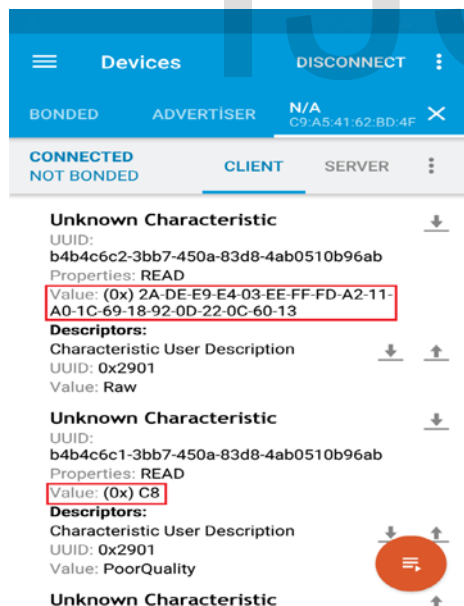 Devices DISCONNECT
BONDED ADVERTISER N/A
C9:A5:41:62:BD:4F
CONNECTED
NOT BONDED
CLIENT SERVER
Unknown Characteristic
UUID:
b4b4c6c2-3bb7-450a-83d8-4ab0510b96ab
Properties: READ
Value: (0x) 2A-DE-E9-E4-03-EE-FF-FD-A2-11-
A0-1C-69-18-92-0D-22-0C-60-13
Descriptors:
Characteristic User Description
UUID: 0x2901
Value: Raw
Unknown Characteristic
UUID:
b4b4c6c1-3bb7-450a-83d8-4ab0510b96ab
Properties: READ
Value: (0x) C8
Descriptors:
Characteristic User Description
UUID: 0x2901
Value: PoorQuality
Unknown Characteristic